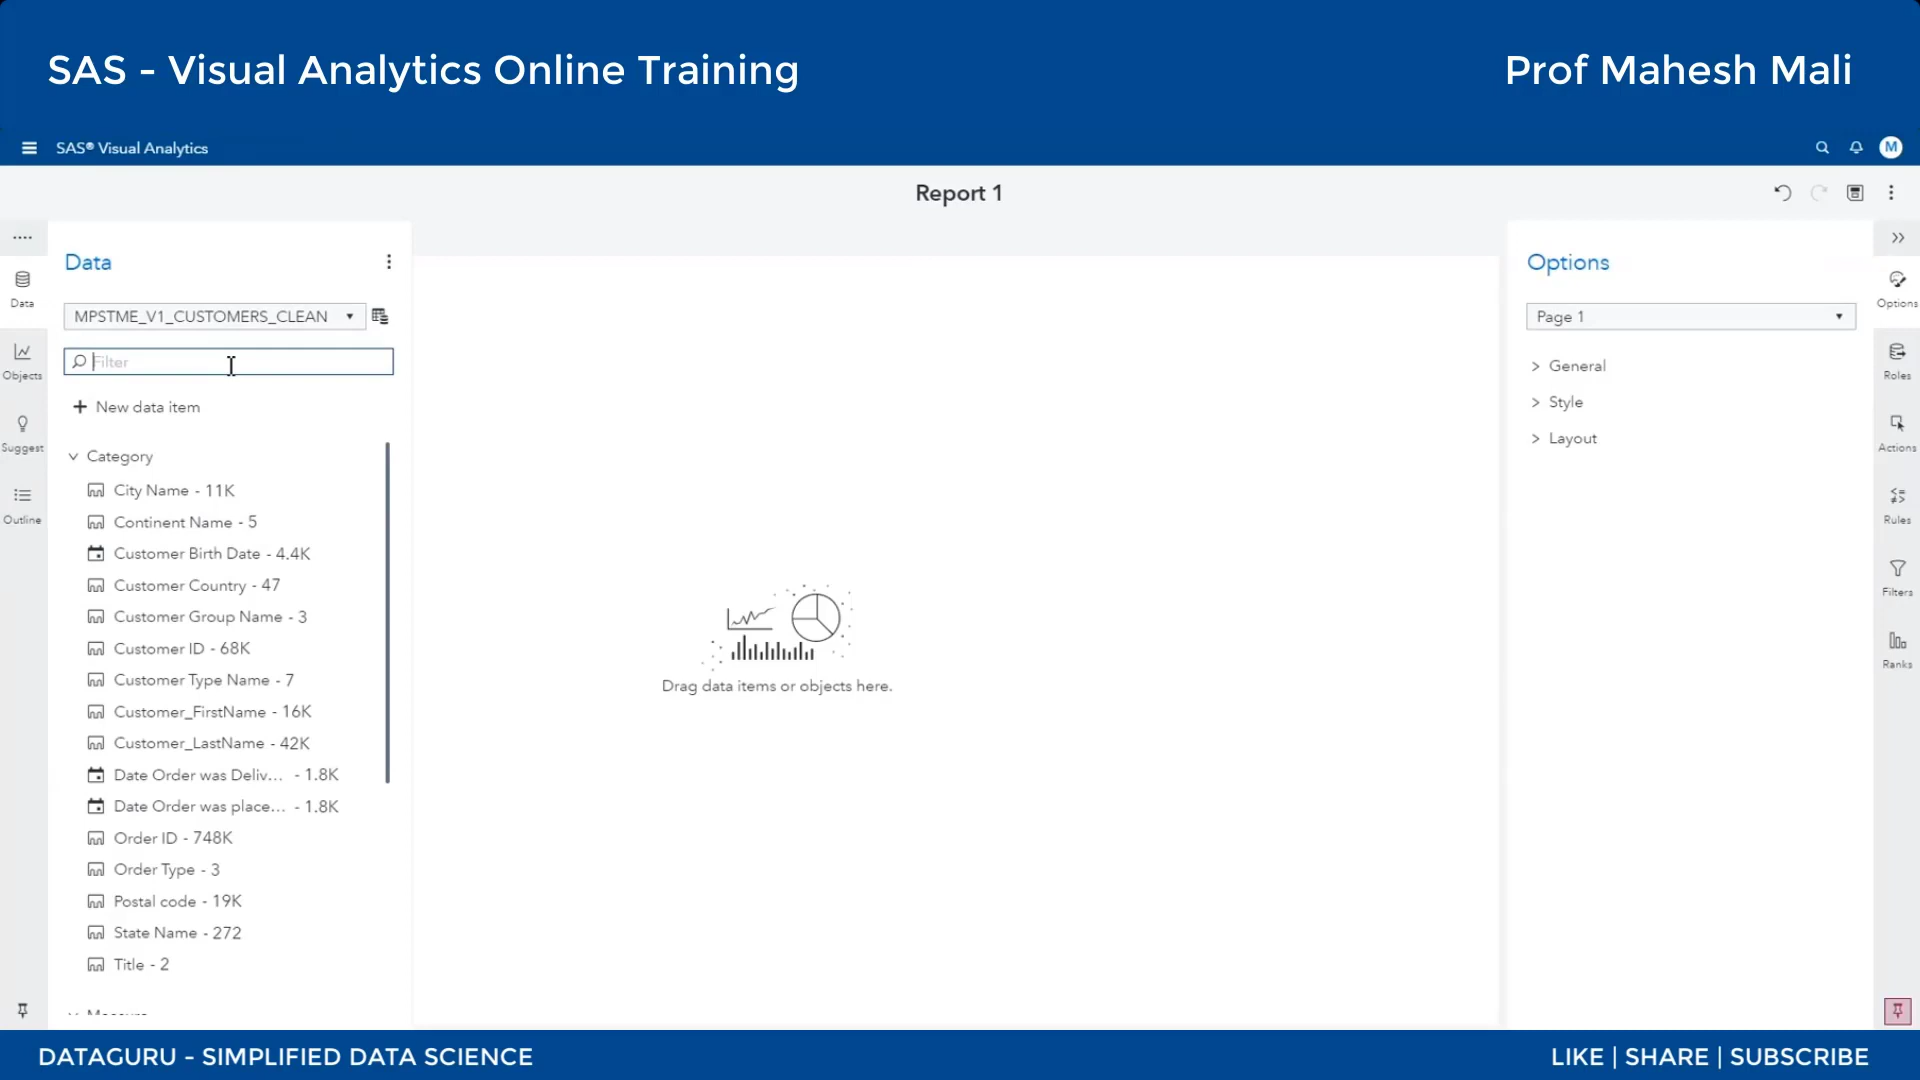 SAS - Visual Analytics Online Training
Prof Mahesh Mali
SAS® Visual Analytics
M
Report 1
Data
Data
MPSTME_V1_CUSTOMERS_CLEAN
Filter
Objects
New data item
Suggest
Category
City Name - 11K
Outline
Continent Name - 5
Customer Birth Date - 4.4K
Customer Country - 47
Customer Group Name - 3
Customer ID - 68K
Customer Type Name - 7
Customer_FirstName - 16K
Customer_LastName - 42K
Date Order was Deliv... - 1.8K
Date Order was place... - 1.8K
Order ID - 748K
Order Type - 3
Postal code - 19K
State Name - 272
Title - 2
Measure
Drag data items or objects here.
Options
Options
Page 1
General
Roles
Style
Layout
Actions
Rules
Filters
Ranks
DATAGURU - SIMPLIFIED DATA SCIENCE
LIKE | SHARE | SUBSCRIBE